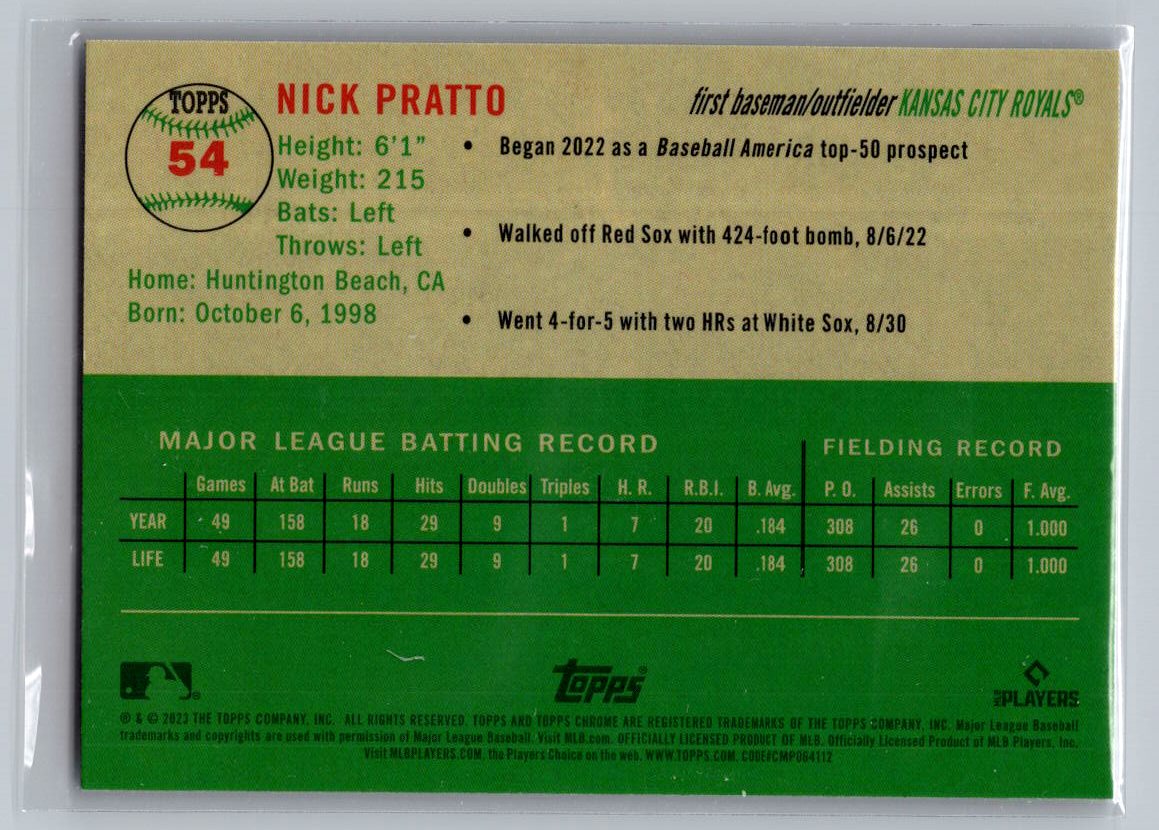 TOPPS
54
NICK PRATTO
first baseman/outfielder KANSAS CITY ROYALS®
Height: 6'1"
Weight: 215
Bats: Left
Throws: Left
Home: Huntington Beach, CA
Born: October 6, 1998
• Began 2022 as a Baseball America top-50 prospect
• Walked off Red Sox with 424-foot bomb, 8/6/22
• Went 4-for-5 with two HRs at White Sox, 8/30
MAJOR LEAGUE BATTING RECORD
FIELDING RECORD
Games At Bat Runs Hits Doubles Triples H. R. R.B.I. B. Avg. P. O. Assists Errors F. Avg.
YEAR 49 158 18 29 9 1 7 20 .184 308 26 0 1.000
LIFE 49 158 18 29 9 1 7 20 .184 308 26 0 1.000
topps®
MLB PLAYERS
® & © 2023 THE TOPPS COMPANY, INC. ALL RIGHTS RESERVED. TOPPS AND TOPPS CHROME ARE REGISTERED TRADEMARKS OF THE TOPPS COMPANY, INC. Major League Baseball
trademarks and copyrights are used with permission of Major League Baseball. Visit MLB.com. OFFICIALLY LICENSED PRODUCT OF MLB. Officially Licensed Product of MLB Players, Inc.
Visit MLBPLAYERS.COM, the Players Choice on the web. WWW.TOPPS.COM. CODE#CMP064112